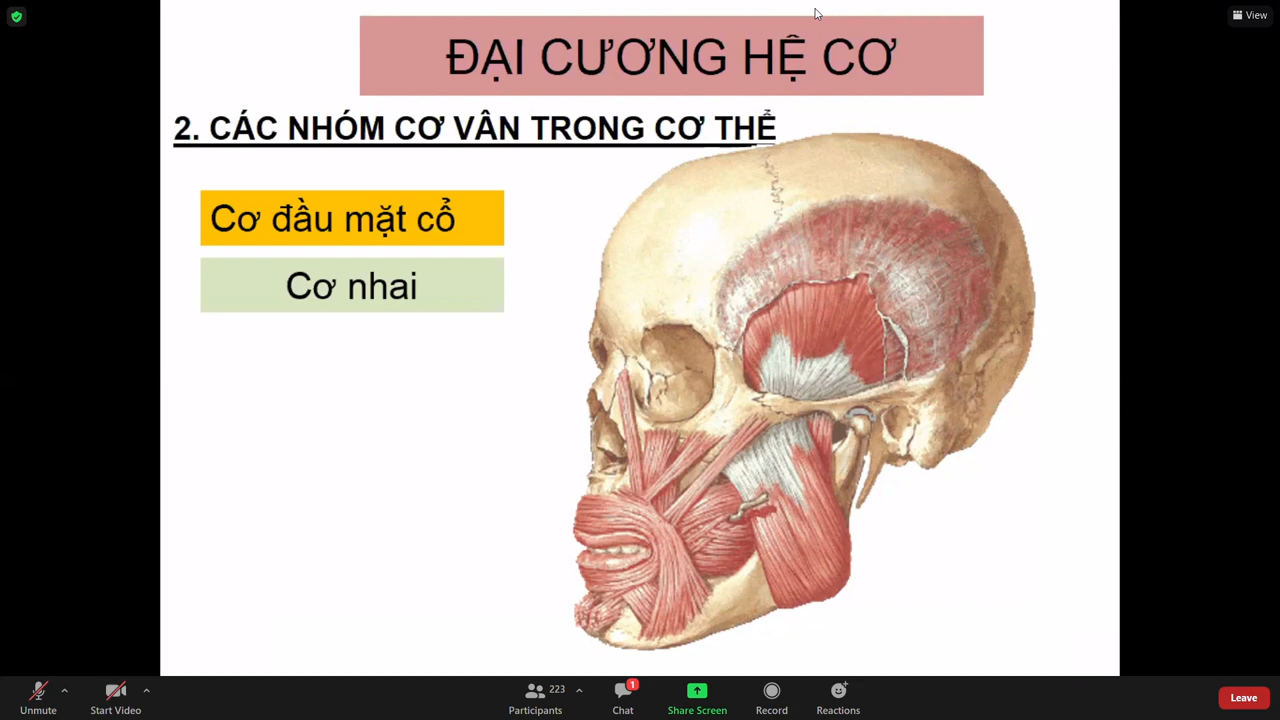 View
ĐẠI CƯƠNG HỆ CƠ
2. CÁC NHÓM CƠ VÂN TRONG CƠ THỂ
Cơ đầu mặt cổ
Cơ nhai
Unmute
Start Video
223
Participants
1
Chat
Share Screen
Record
Reactions
Leave